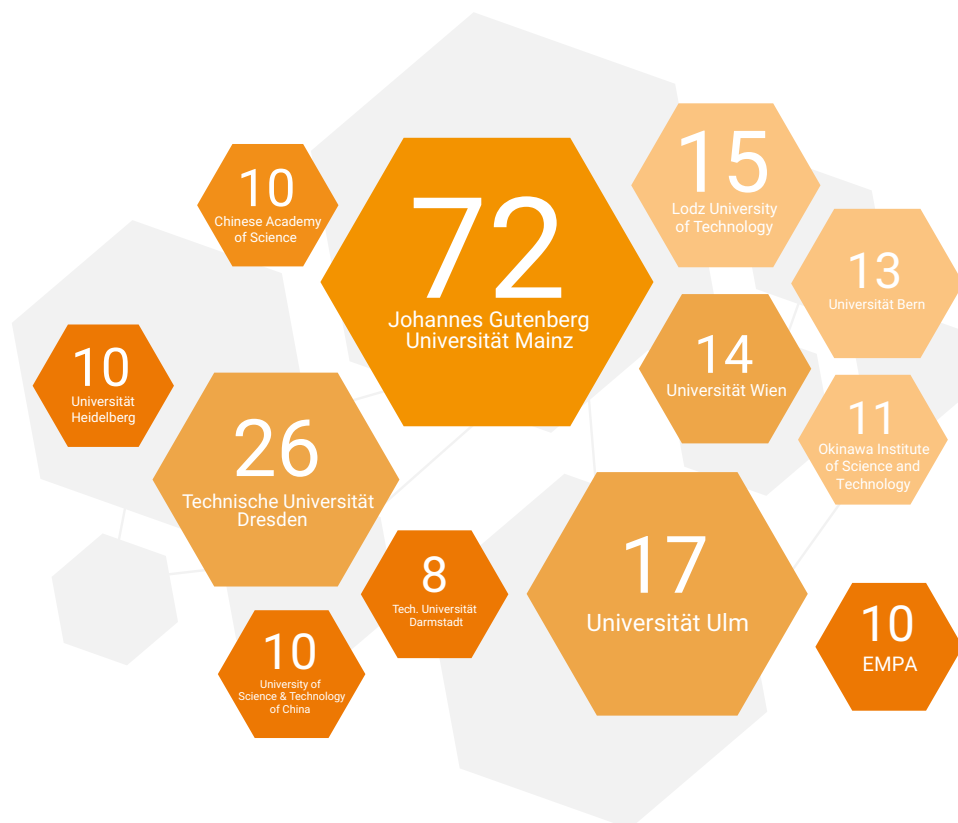 10
Chinese Academy
of Science
72
Johannes Gutenberg
Universität Mainz
15
Lodz University
of Technology
13
Universität Bern
10
Universität
Heidelberg
26
Technische Universität
Dresden
14
Universität Wien
11
Okinawa Institute
of Science and
Technology
8
Tech. Universität
Darmstadt
17
Universität Ulm
10
EMPA
10
University of
Science & Technology
of China